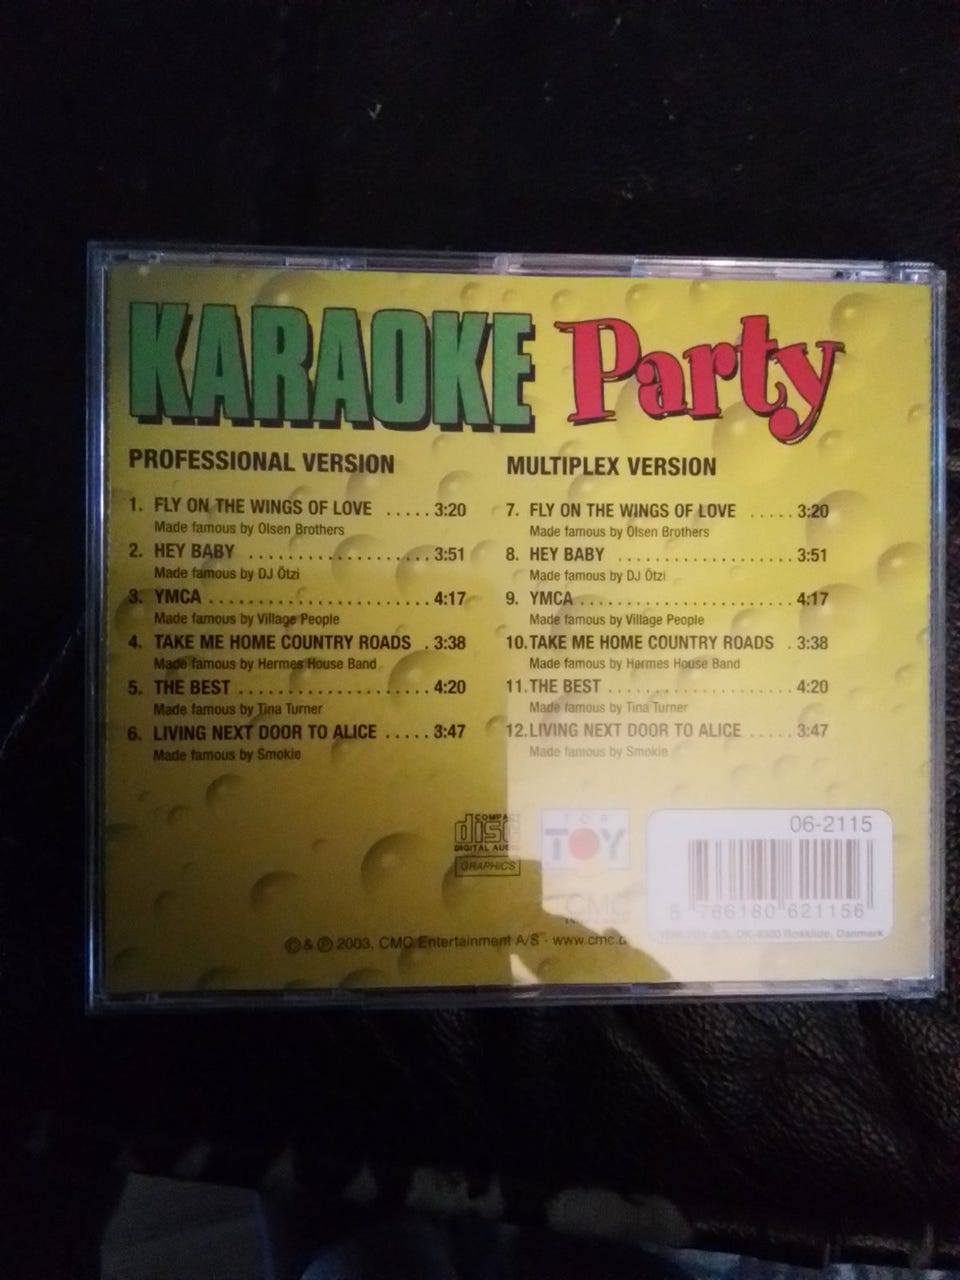 KARAOKE Party
PROFESSIONAL VERSION
1. FLY ON THE WINGS OF LOVE ..... 3:20
Made famous by Olsen Brothers
2. HEY BABY .................. 3:51
Made famous by DJ Ötzi
3. YMCA ....................... 4:17
Made famous by Village People
4. TAKE ME HOME COUNTRY ROADS . 3:38
Made famous by Hermes House Band
5. THE BEST .................... 4:20
Made famous by Tina Turner
6. LIVING NEXT DOOR TO ALICE ..... 3:47
Made famous by Smokie
MULTIPLEX VERSION
7. FLY ON THE WINGS OF LOVE ..... 3:20
Made famous by Olsen Brothers
8. HEY BABY .................. 3:51
Made famous by DJ Ötzi
9. YMCA ....................... 4:17
Made famous by Village People
10. TAKE ME HOME COUNTRY ROADS . 3:38
Made famous by Hermes House Band
11. THE BEST .................... 4:20
Made famous by Tina Turner
12. LIVING NEXT DOOR TO ALICE ..... 3:47
Made famous by Smokie
COMPA
disc
DIGITAL AUD
GRAPHICS
TOP
TOY
CMC
06-2115
5 766180 621156
DK-4000 Roskilde, Danmark
© & ℗ 2003, CMC Entertainment A/S - www.cmc.d